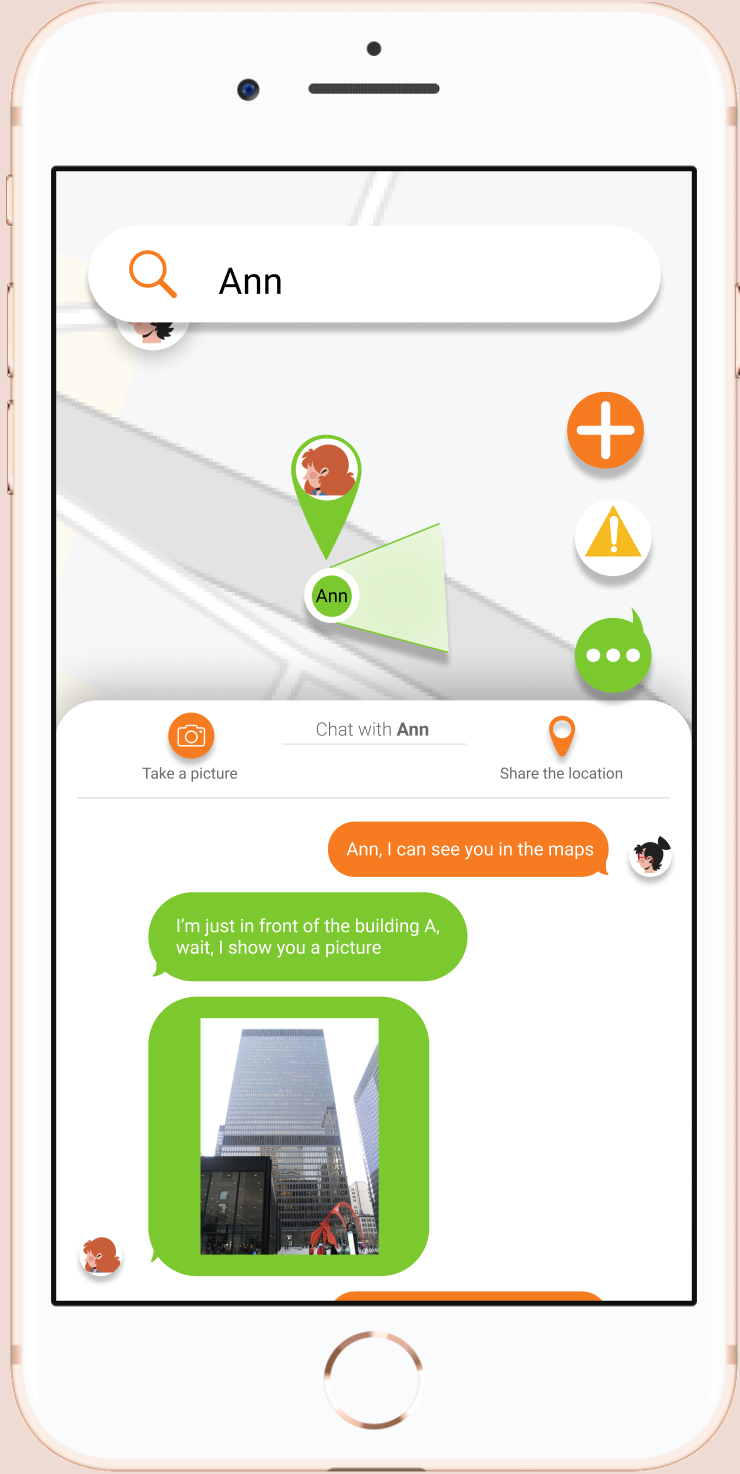 Ann
Ann
Chat with Ann
Take a picture
Share the location
Ann, I can see you in the maps
I'm just in front of the building A,
wait, I show you a picture